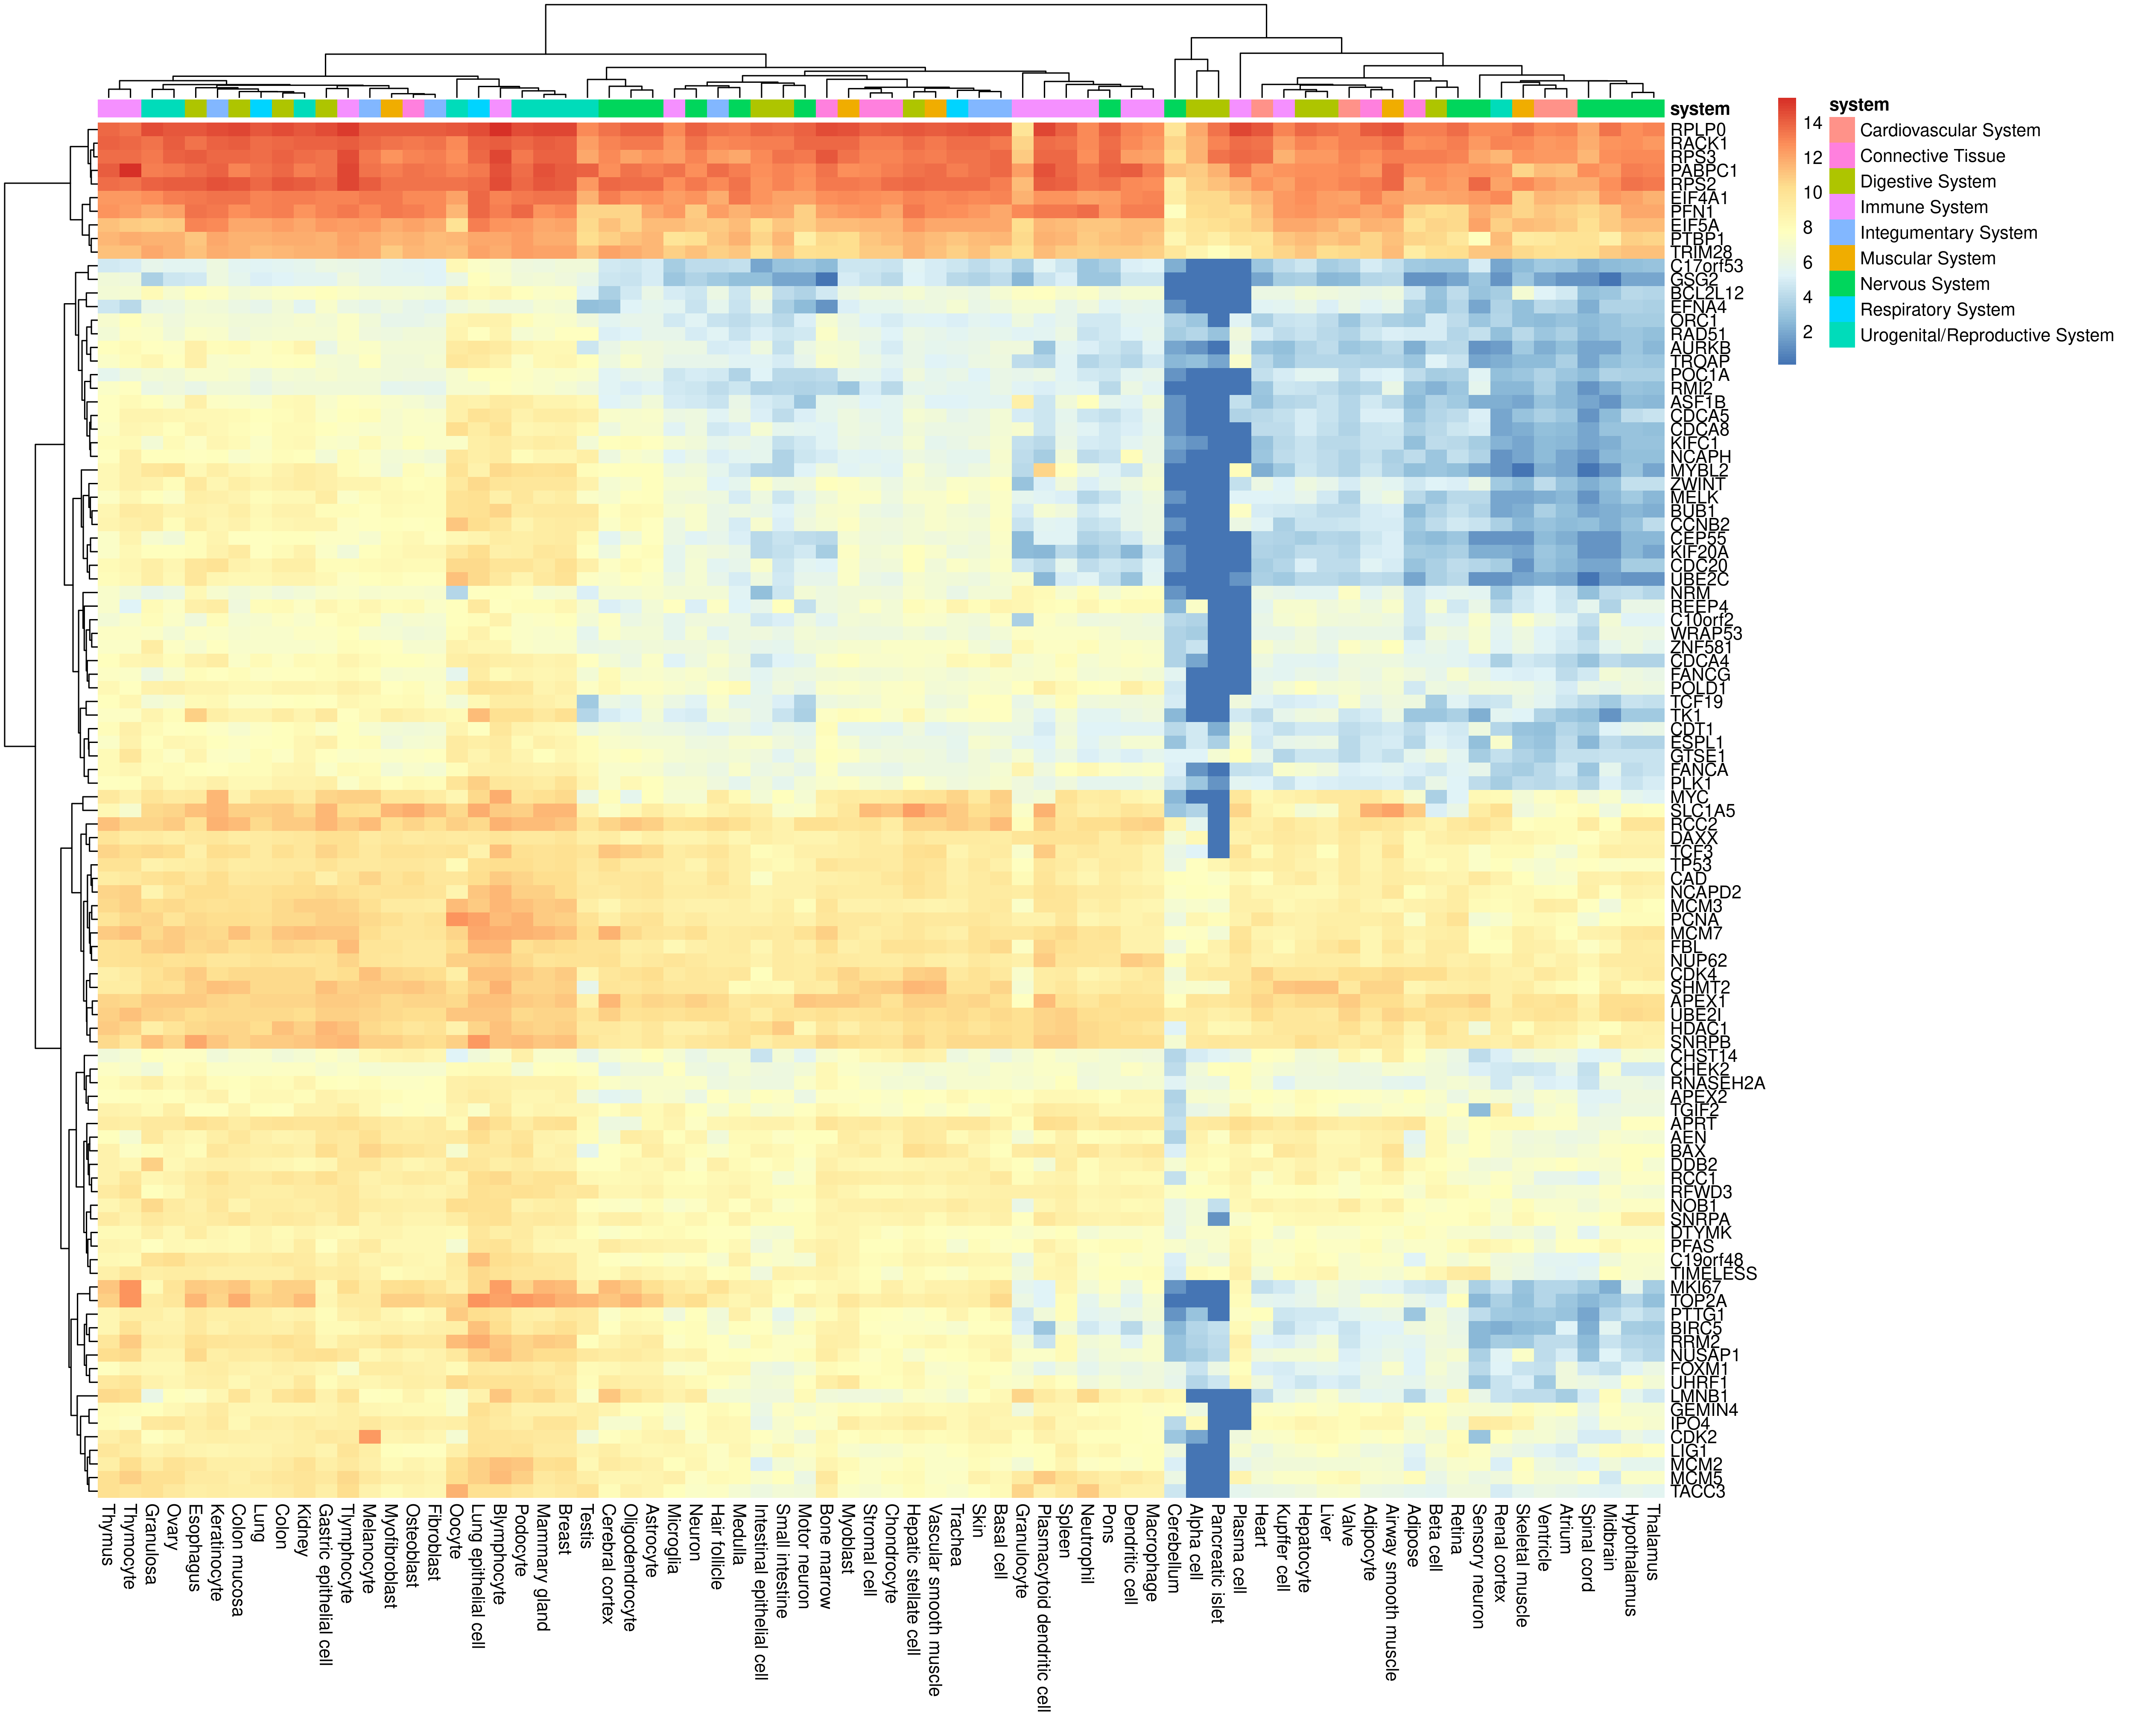 system
RPLP0
RACK1
RPS3
PABPC1
RPS2
EIF4A1
PFN1
EIF5A
PTBP1
TRIM28
C17orf53
GSG2
BCL2L12
EFNA4
ORC1
RAD51
AURKB
TROAP
POC1A
RMI2
ASF1B
CDCA5
CDCA8
KIFC1
NCAPH
MYBL2
ZWINT
MELK
BUB1
CCNB2
CEP55
KIF20A
CDC20
UBE2C
NRM
REEP4
C10orf2
WRAP53
ZNF581
CDCA4
FANCG
POLD1
TCF19
TK1
CDT1
ESPL1
GTSE1
FANCA
PLK1
MYC
SLC1A5
RCC2
DAXX
TCF3
TP53
CAD
NCAPD2
MCM3
PCNA
MCM7
FBL
NUP62
CDK4
SHMT2
APEX1
UBE2I
HDAC1
SNRPB
CHST14
CHEK2
RNASEH2A
APEX2
TGIF2
APRT
AEN
BAX
DDB2
RCC1
RFWD3
NOB1
SNRPA
DTYMK
PFAS
C19orf48
TIMELESS
MKI67
TOP2A
PTTG1
BIRC5
RRM2
NUSAP1
FOXM1
UHRF1
LMNB1
GEMIN4
IPO4
CDK2
LIG1
MCM2
MCM5
TACC3
Thymus
Thymocyte
Granulosa
Ovary
Esophagus
Keratinocyte
Colon mucosa
Lung
Colon
Kidney
Gastric epithelial cell
Tlymphocyte
Melanocyte
Myofibroblast
Osteoblast
Fibroblast
Oocyte
Lung epithelial cell
Blymphocyte
Podocyte
Mammary gland
Breast
Testis
Cerebral cortex
Oligodendrocyte
Astrocyte
Microglia
Neuron
Hair follicle
Medulla
Intestinal epithelial cell
Small intestine
Motor neuron
Bone marrow
Myoblast
Stromal cell
Chondrocyte
Hepatic stellate cell
Vascular smooth muscle
Trachea
Skin
Basal cell
Granulocyte
Plasmacytoid dendritic cell
Spleen
Neutrophil
Pons
Dendritic cell
Macrophage
Cerebellum
Alpha cell
Pancreatic islet
Plasma cell
Heart
Kupffer cell
Hepatocyte
Liver
Valve
Adipocyte
Airway smooth muscle
Adipose
Beta cell
Retina
Sensory neuron
Renal cortex
Skeletal muscle
Ventricle
Atrium
Spinal cord
Midbrain
Hypothalamus
Thalamus
14
12
10
8
6
4
2
system
Cardiovascular System
Connective Tissue
Digestive System
Immune System
Integumentary System
Muscular System
Nervous System
Respiratory System
Urogenital/Reproductive System